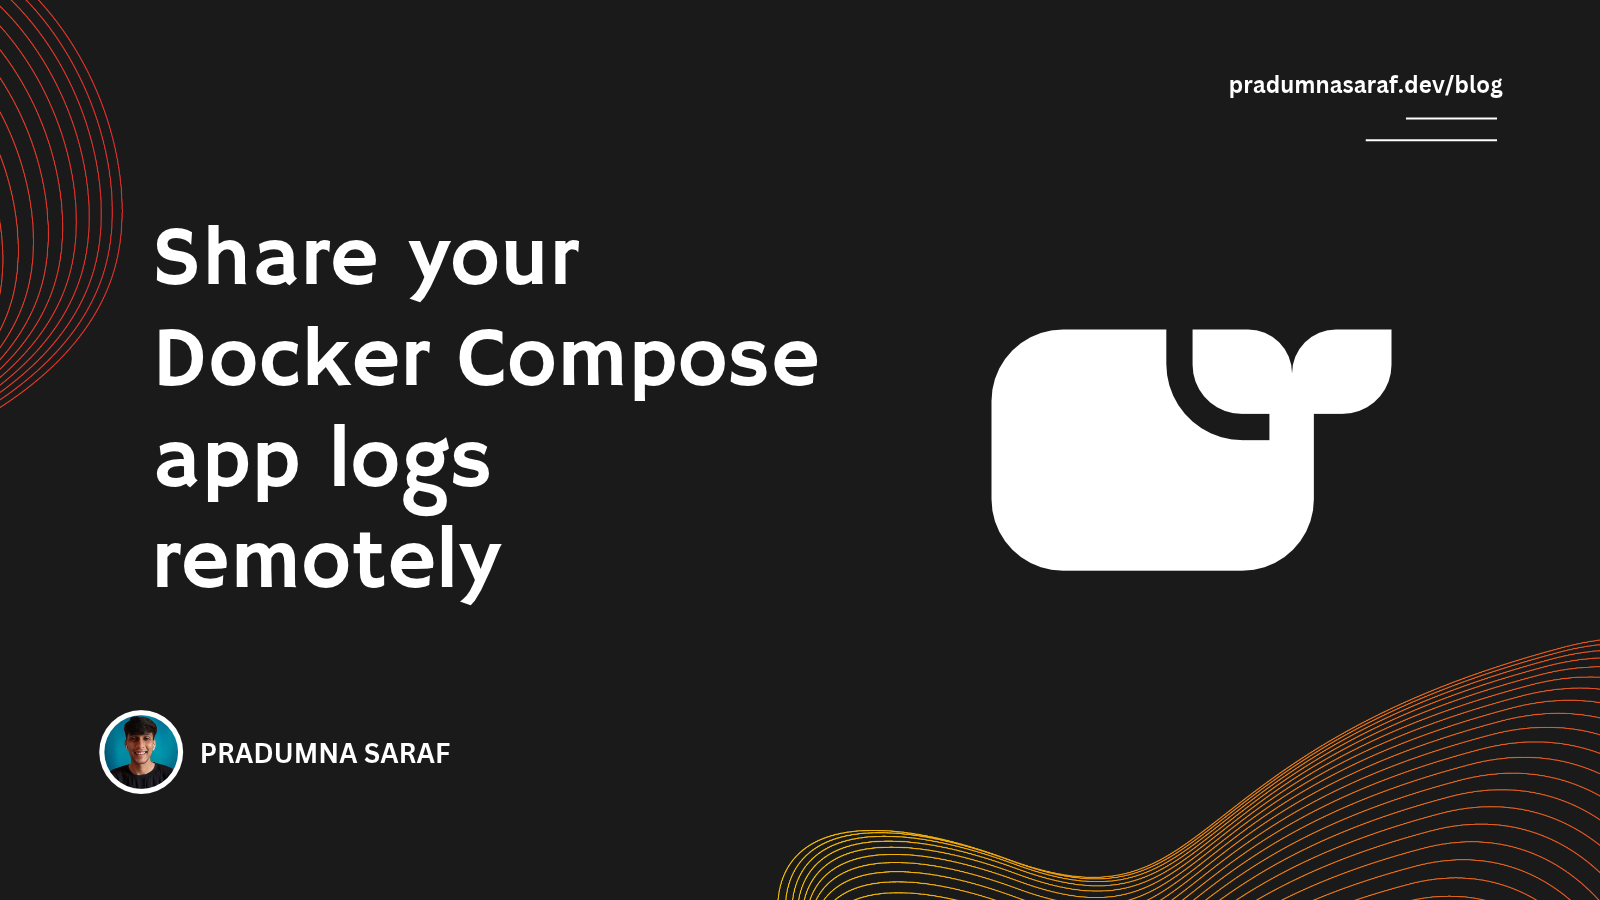 pradumnasaraf.dev/blog
Share your
Docker Compose
app logs
remotely
PRADUMNA SARAF